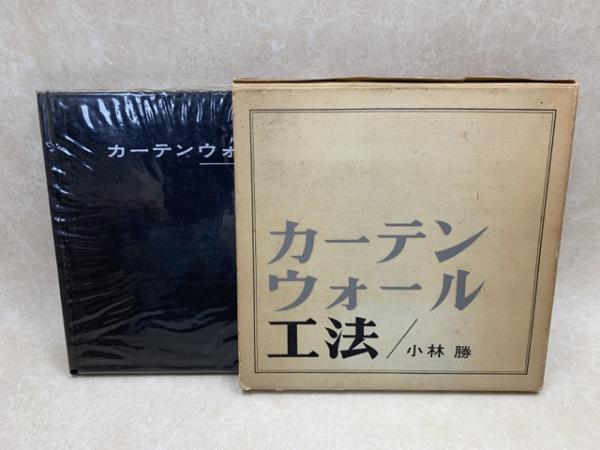 カーテンウォ
カーテン
ウォール
工法／小林 勝